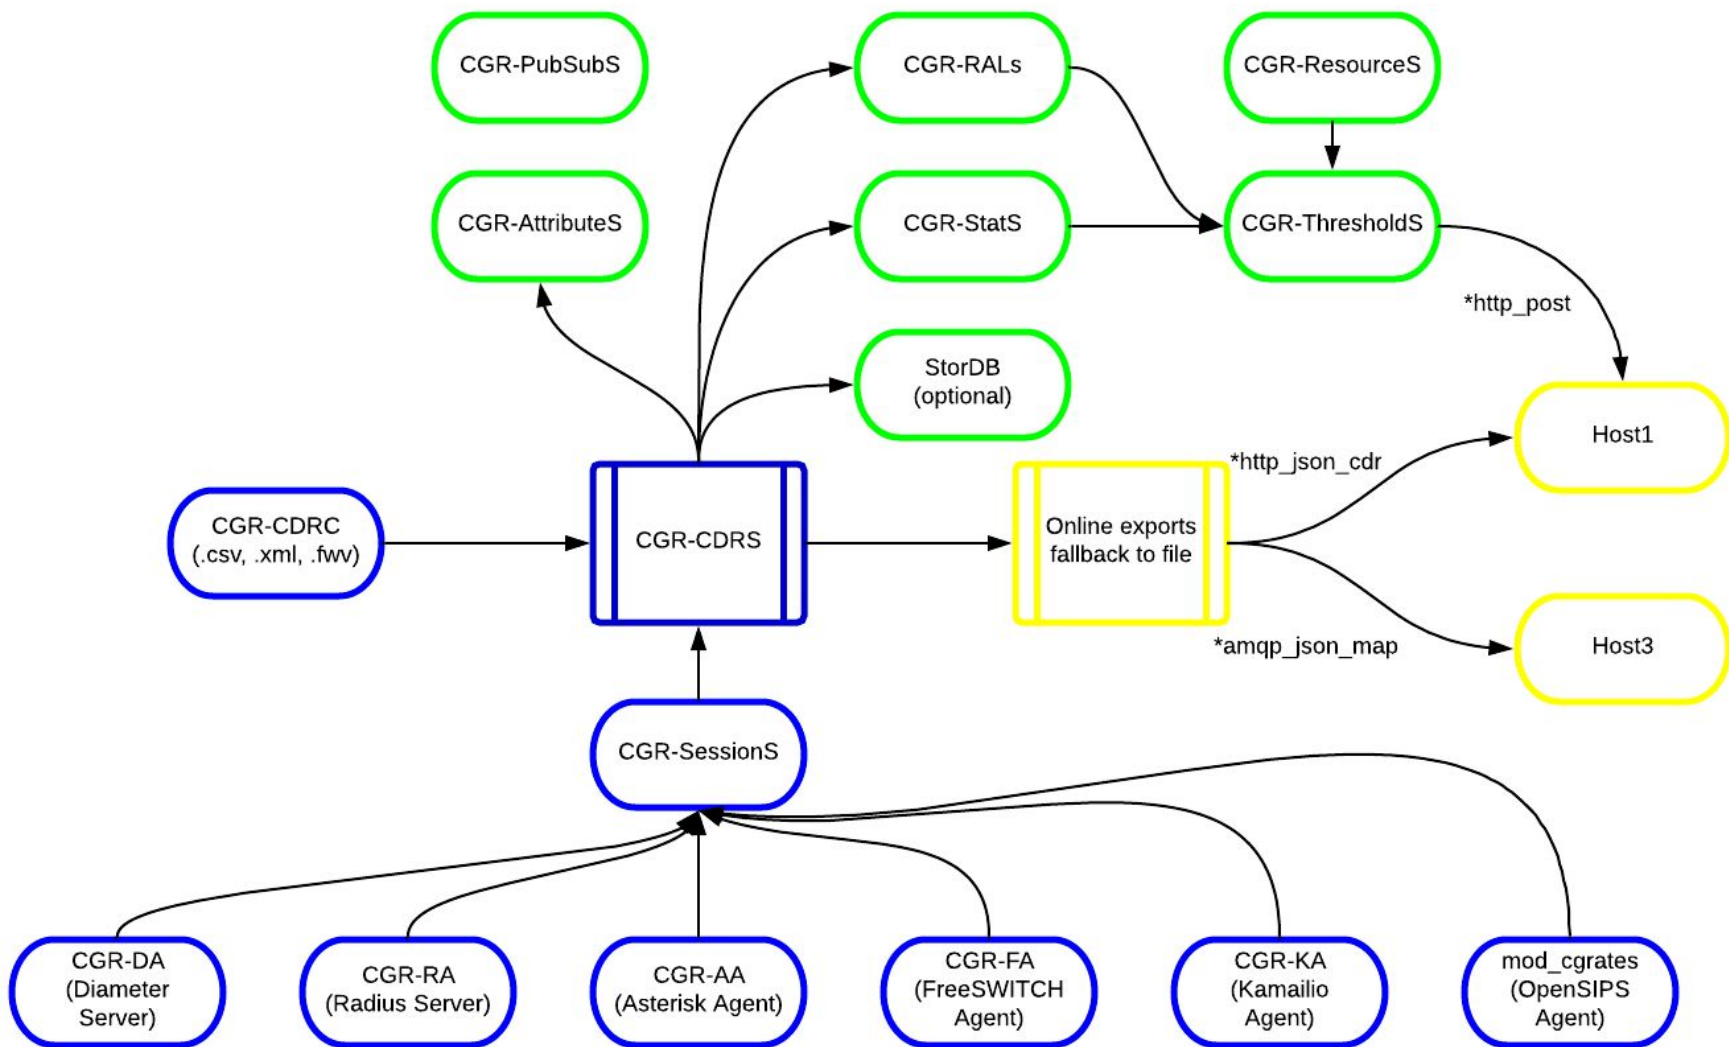 CGR-PubSubS
CGR-RALs
CGR-ResourceS
CGR-AttributeS
CGR-StatS
CGR-ThresholdS
*http_post
StorDB
(optional)
Host1
*http_json_cdr
CGR-CDRC
(.csv, .xml, .fwv)
CGR-CDRS
Online exports
fallback to file
*amqp_json_map
Host3
CGR-SessionS
CGR-DA
(Diameter
Server)
CGR-RA
(Radius Server)
CGR-AA
(Asterisk Agent)
CGR-FA
(FreeSWITCH
Agent)
CGR-KA
(Kamailio
Agent)
mod_cgrates
(OpenSIPS
Agent)